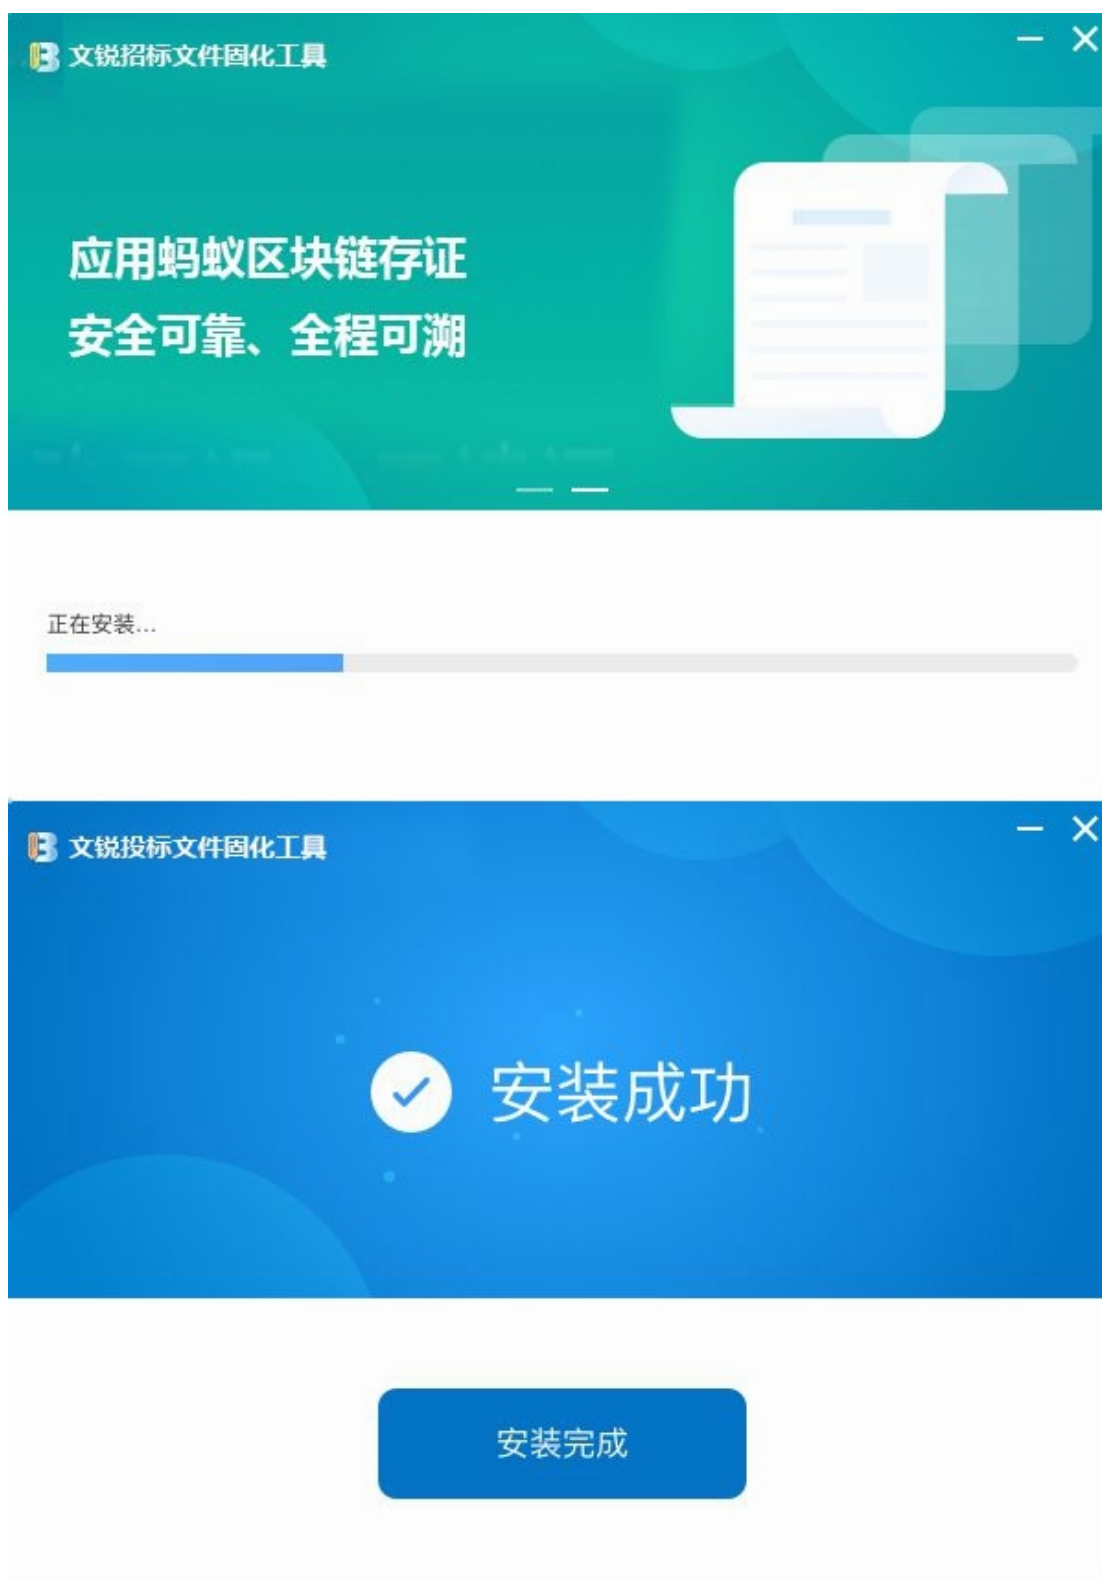 文锐招标文件固化工具
应用蚂蚁区块链存证
安全可靠、全程可溯
正在安装...
文锐投标文件固化工具
安装成功
安装完成